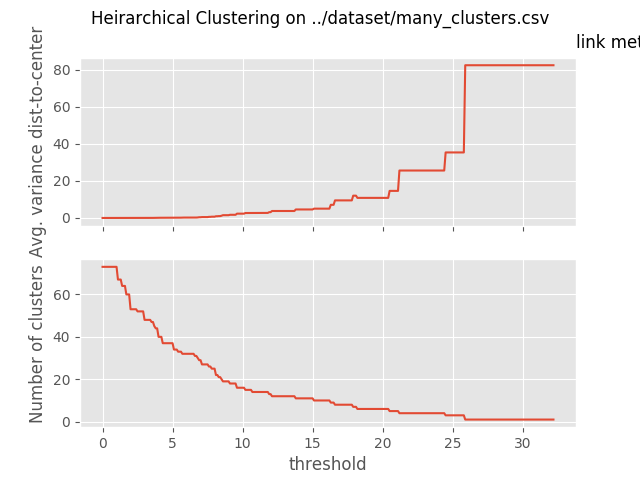 Heirarchical Clustering on ../dataset/many_clusters.csv
link met
Avg. variance dist-to-center
80
60
40
20
0
Number of clusters
60
40
20
0
0 5 10 15 20 25 30
threshold